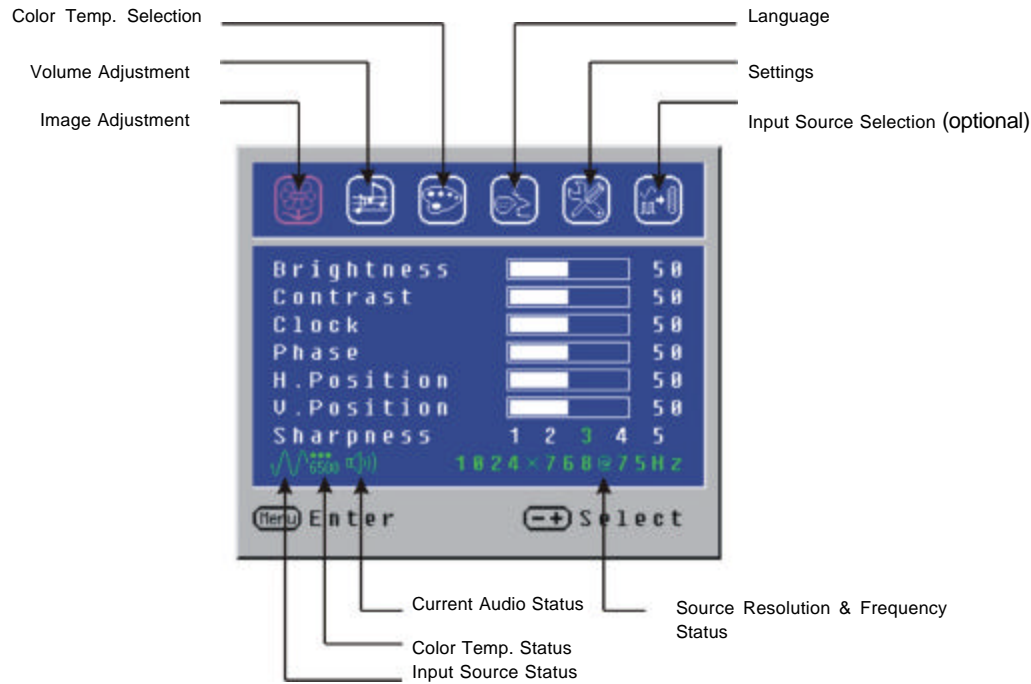 Color Temp. Selection
Language
Volume Adjustment
Settings
Image Adjustment
Input Source Selection (optional)
Brightness 50
Contrast 50
Clock 50
Phase 50
H.Position 50
V.Position 50
Sharpness 1 2 3 4 5
6500 1024×768@75Hz
Menu Enter -+ Select
Current Audio Status
Source Resolution & Frequency
Status
Color Temp. Status
Input Source Status